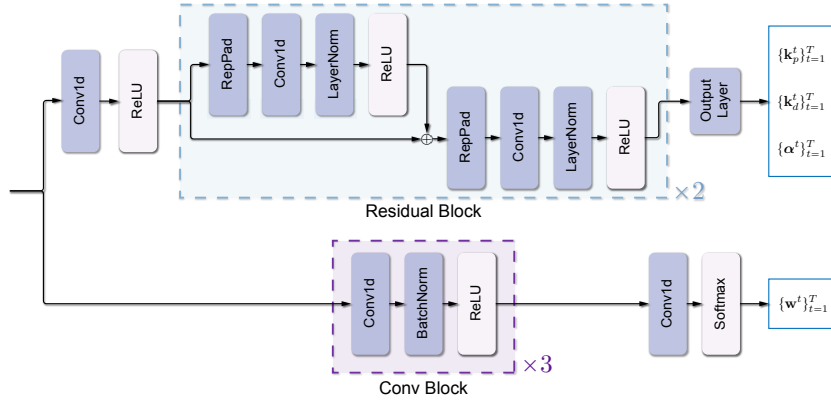 Conv1d
ReLU
RepPad
Conv1d
LayerNorm
ReLU
⊕
RepPad
Conv1d
LayerNorm
ReLU
×2
Residual Block
Output
Layer
{k_p^t}_{t=1}^T
{k_d^t}_{t=1}^T
{α^t}_{t=1}^T
Conv1d
BatchNorm
ReLU
×3
Conv Block
Conv1d
Softmax
{w^t}_{t=1}^T